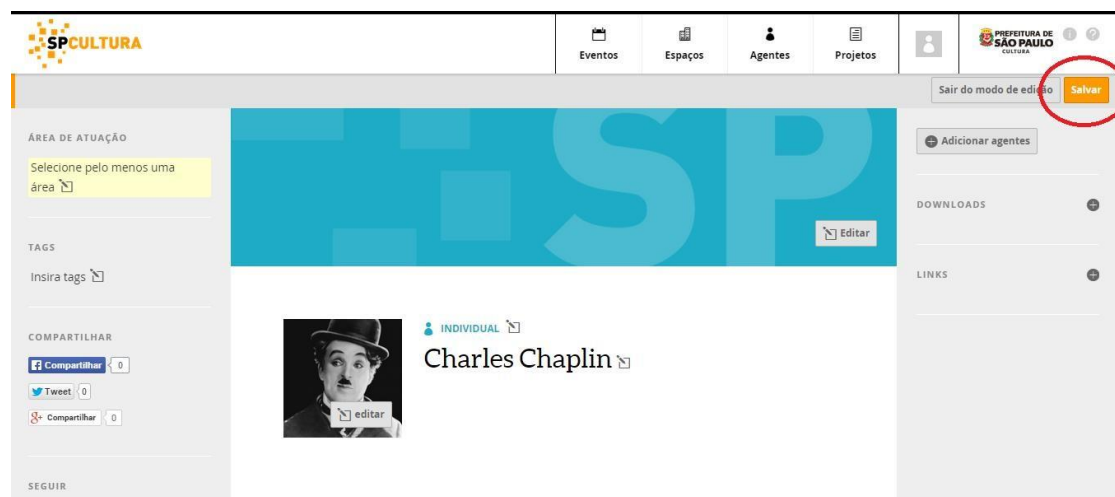 SPCULTURA
Eventos
Espaços
Agentes
Projetos
PREFEITURA DE
SÃO PAULO
CULTURA
Sair do modo de edição
Salvar
ÁREA DE ATUAÇÃO
Selecione pelo menos uma
área
TAGS
Insira tags
COMPARTILHAR
Compartilhar 0
Tweet 0
Compartilhar 0
SEGUIR
SP
Editar
editar
INDIVIDUAL
Charles Chaplin
Adicionar agentes
DOWNLOADS
LINKS